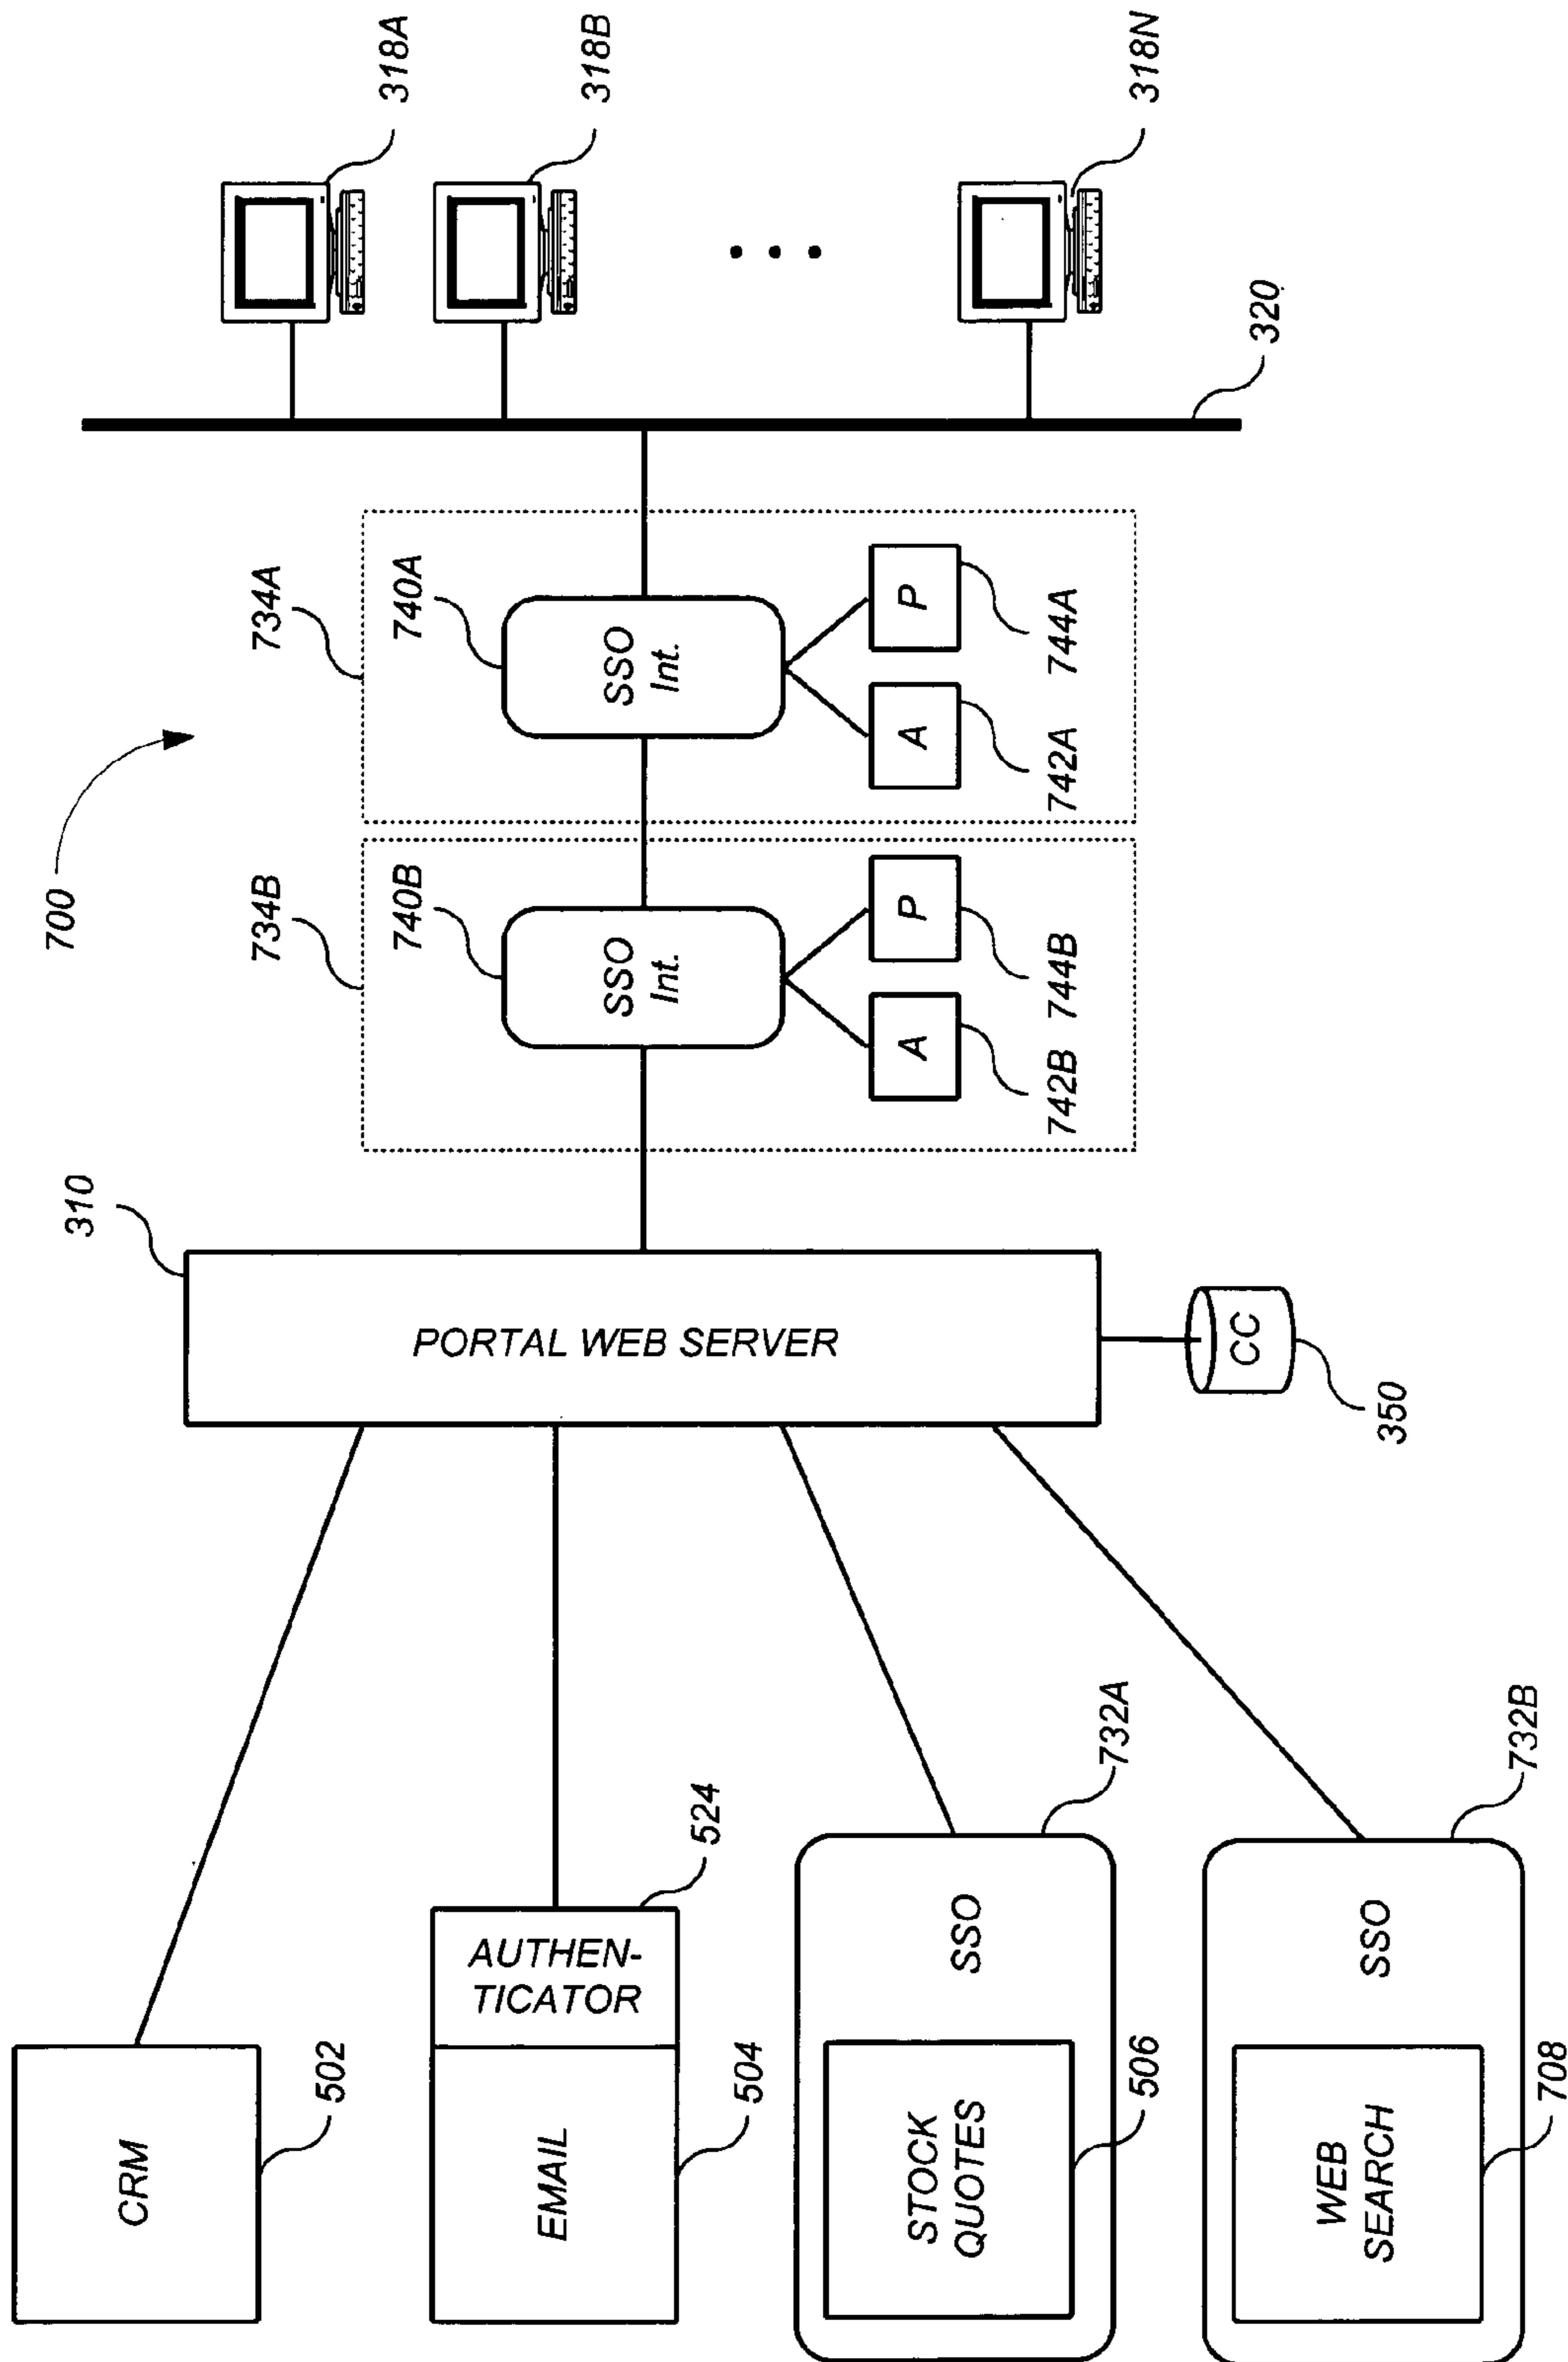 700
734B
734A
310
740B
740A
318A
318B
318N
CRM
502
AUTHEN-
TICATOR
EMAIL
524
504
PORTAL WEB SERVER
SSO
Int.
SSO
Int.
A
P
A
P
742B
744B
742A
744A
320
STOCK
QUOTES
SSO
732A
506
CC
350
WEB
SEARCH
SSO
732B
708